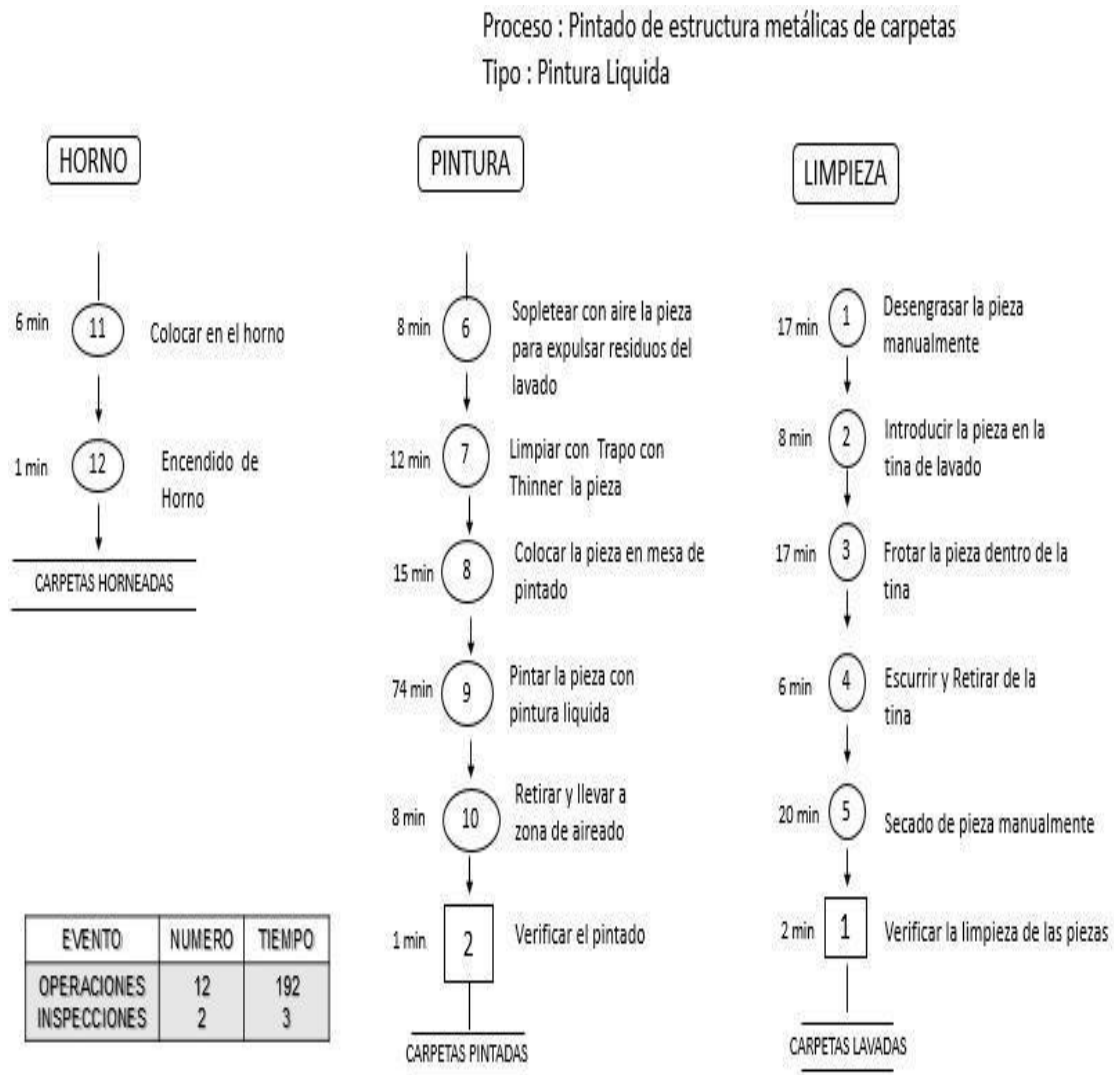 Proceso : Pintado de estructura metálicas de carpetas
Tipo : Pintura Liquida
HORNO
6 min
11
Colocar en el horno
1 min
12
Encendido de
Horno
CARPETAS HORNEADAS
PINTURA
8 min
6
Sopletear con aire la pieza
para expulsar residuos del
lavado
12 min
7
Limpiar con Trapo con
Thinner la pieza
15 min
8
Colocar la pieza en mesa de
pintado
74 min
9
Pintar la pieza con
pintura liquida
8 min
10
Retirar y llevar a
zona de aireado
1 min
2
Verificar el pintado
CARPETAS PINTADAS
LIMPIEZA
17 min
1
Desengrasar la pieza
manualmente
8 min
2
Introducir la pieza en la
tina de lavado
17 min
3
Frotar la pieza dentro de la
tina
6 min
4
Escurrir y Retirar de la
tina
20 min
5
Secado de pieza manualmente
2 min
1
Verificar la limpieza de las piezas
CARPETAS LAVADAS
EVENTO NUMERO TIEMPO
OPERACIONES 12 192
INSPECCIONES 2 3